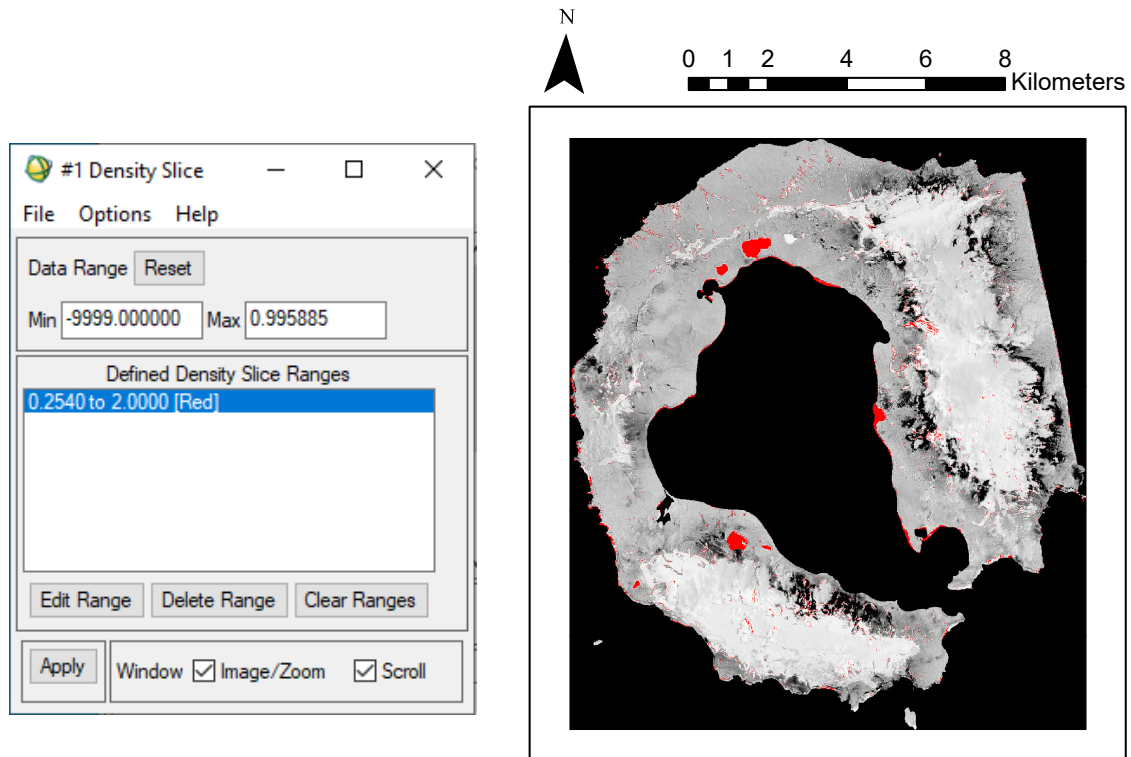 #1 Density Slice
File Options Help
Data Range Reset
Min -9999.000000 Max 0.995885
Defined Density Slice Ranges
0.2540 to 2.0000 [Red]
Edit Range Delete Range Clear Ranges
Apply Window Image/Zoom Scroll
N
0 1 2 4 6 8
Kilometers